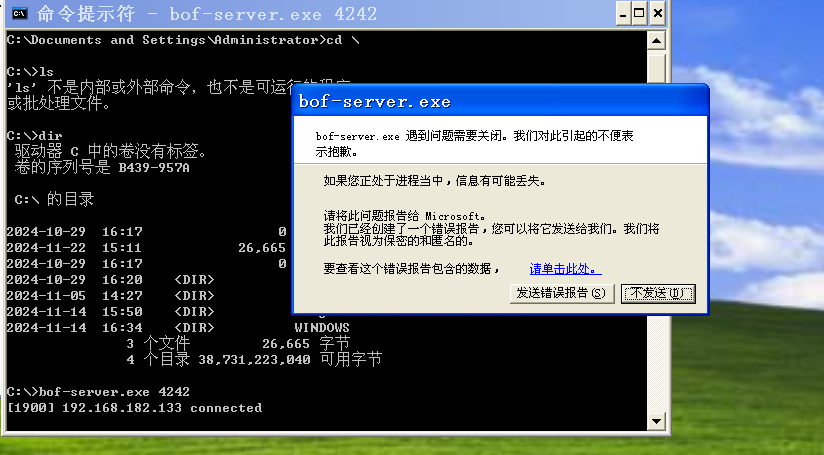 命令提示符 - bof-server.exe 4242
C:\Documents and Settings\Administrator>cd \
C:\>ls
'ls' 不是内部或外部命令，也不是可运行的程序
或批处理文件。
C:\>dir
驱动器 C 中的卷没有标签。
卷的序列号是 B439-957A
C:\ 的目录
2024-10-29 16:17 0
2024-11-22 15:11 26,665
2024-10-29 16:17 0
2024-10-29 16:20 <DIR>
2024-11-05 14:27 <DIR>
2024-11-14 15:50 <DIR>
2024-11-14 16:34 <DIR> WINDOWS
3 个文件 26,665 字节
4 个目录 38,731,223,040 可用字节
C:\>bof-server.exe 4242
[1900] 192.168.182.133 connected
bof-server.exe
bof-server.exe 遇到问题需要关闭。我们对此引起的不便表
示抱歉。
如果您正处于进程当中，信息有可能丢失。
请将此问题报告给 Microsoft。
我们已经创建了一个错误报告，您可以将它发送给我们。我们将
此报告视为保密的和匿名的。
要查看这个错误报告包含的数据， 请单击此处。
发送错误报告(S) 不发送(D)